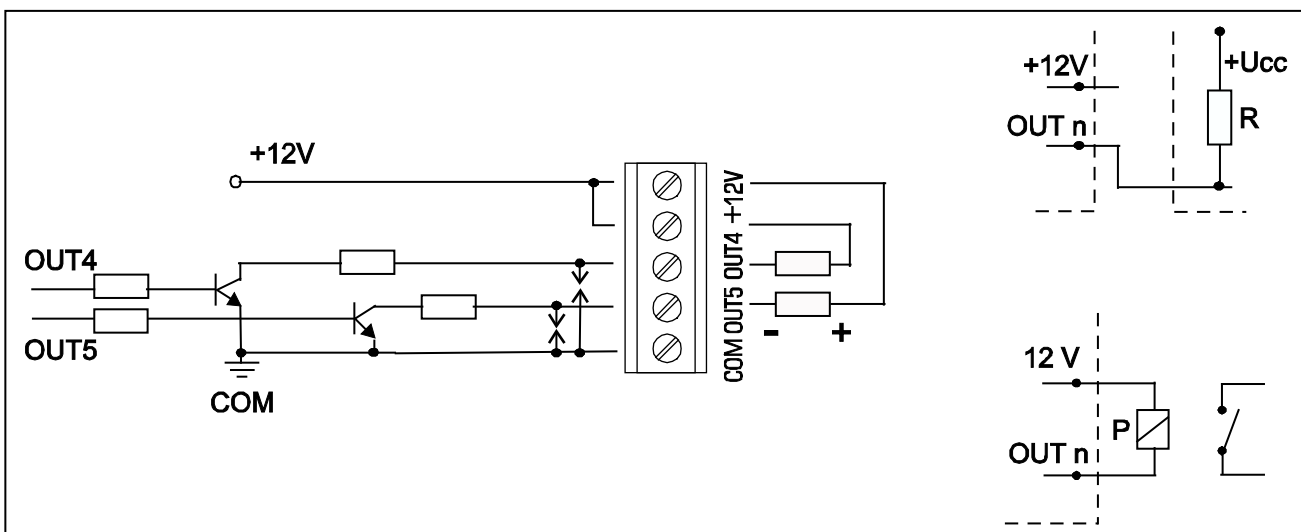 +12V
OUT4
OUT5
COM
COM OUT5 OUT4 +12V
- +
+12V
OUT n
+Ucc
R
12 V
OUT n
P